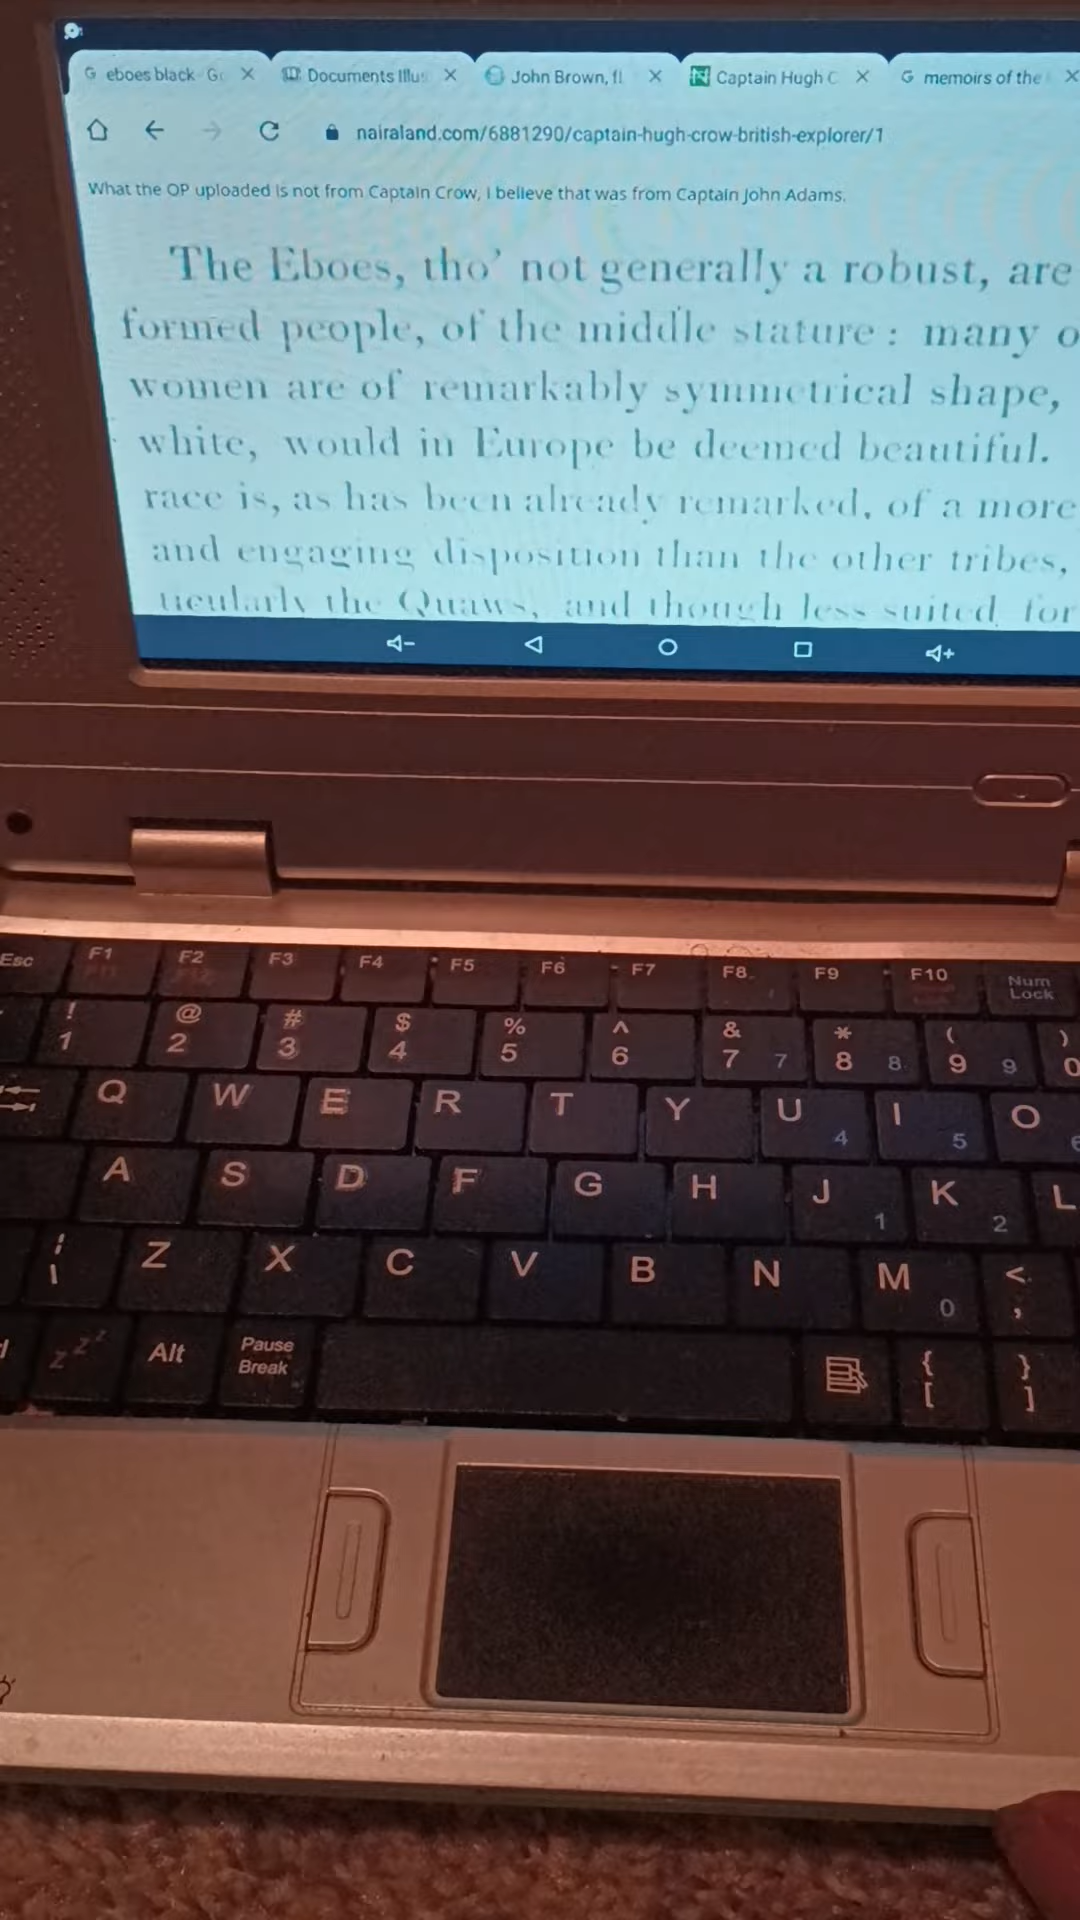 G eboes black Go ×
Documents Illus ×
John Brown, fl ×
N Captain Hugh C ×
G memoirs of the ×
nairaland.com/6881290/captain-hugh-crow-british-explorer/1
What the OP uploaded is not from Captain Crow, I believe that was from Captain John Adams.
The Eboes, tho' not generally a robust, are
formed people, of the middle stature : many o
women are of remarkably symmetrical shape,
white, would in Europe be deemed beautiful.
race is, as has been already remarked, of a more
and engaging disposition than the other tribes,
ticularly the Quaws, and though less suited for
Esc F1 F2 F3 F4 F5 F6 F7 F8 F9 F10 Num Lock
! 1 @ 2 # 3 $ 4 % 5 ^ 6 & 7 7 * 8 8 ( 9 9 ) 0
Q W E R T Y U 4 I 5 O 6
A S D F G H J 1 K 2 L
¦ \ Z X C V B N M 0 < ,
zZZ Alt Pause Break { [ } ]